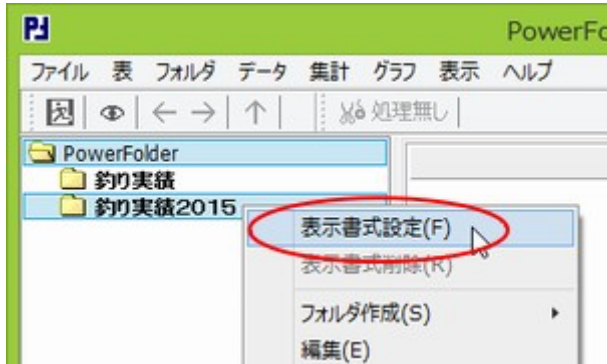 PowerFo
ファイル 表 フォルダ データ 集計 グラフ 表示 ヘルプ
処理無し
PowerFolder
釣り実績
釣り実績2015
表示書式設定(F)
表示書式削除(R)
フォルダ作成(S)
編集(E)